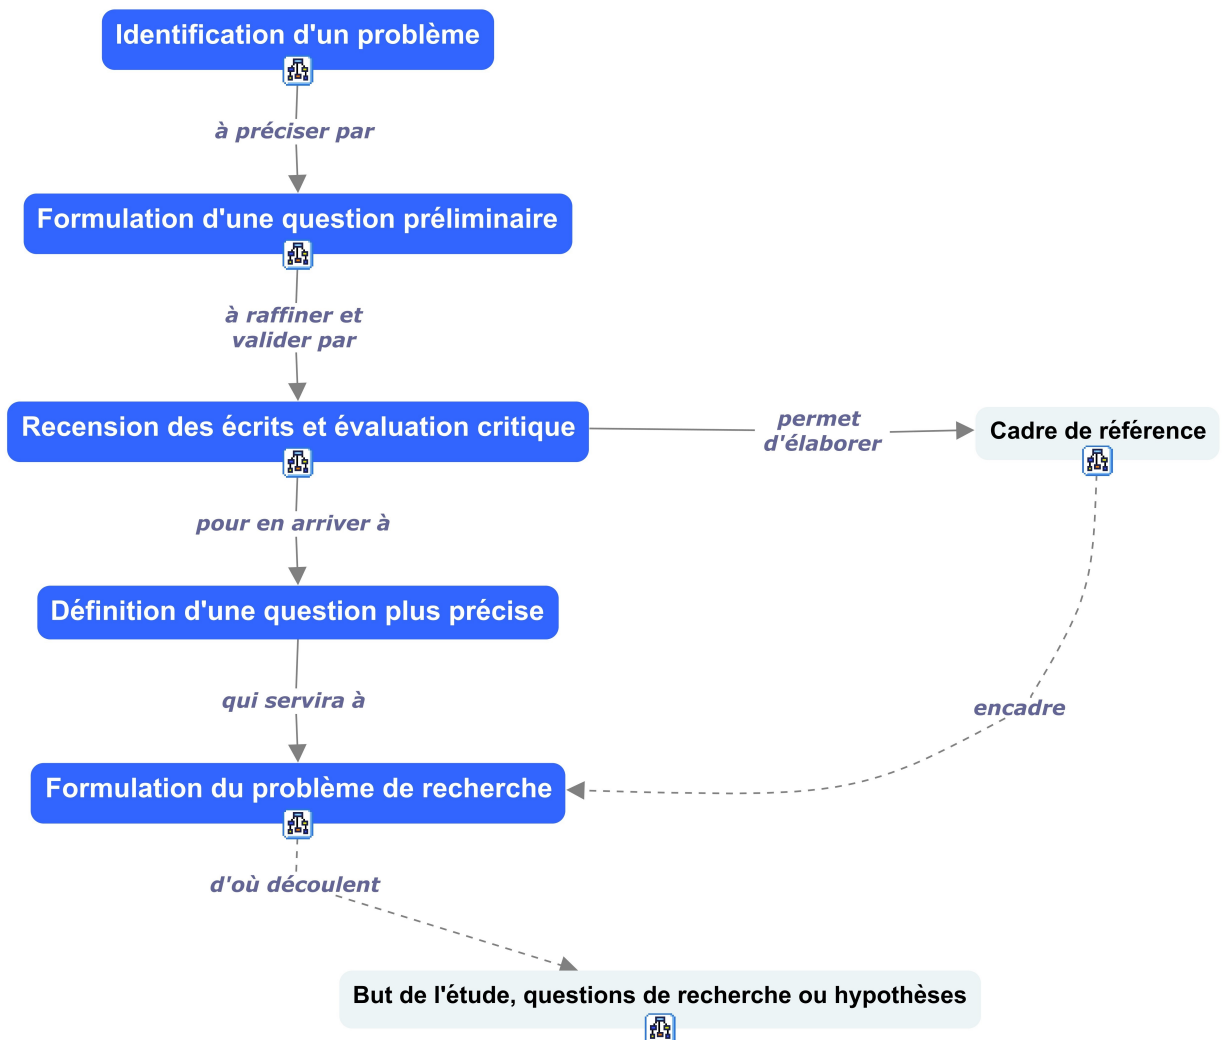 Identification d'un problème
à préciser par
Formulation d'une question préliminaire
à raffiner et
valider par
Recension des écrits et évaluation critique
permet
d'élaborer
Cadre de référence
pour en arriver à
Définition d'une question plus précise
qui servira à
encadre
Formulation du problème de recherche
d'où découlent
But de l'étude, questions de recherche ou hypothèses